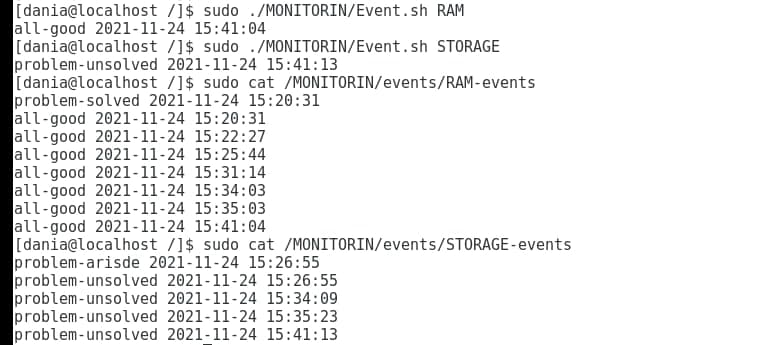 [dania@localhost /]$ sudo ./MONITORIN/Event.sh RAM
all-good 2021-11-24 15:41:04
[dania@localhost /]$ sudo ./MONITORIN/Event.sh STORAGE
problem-unsolved 2021-11-24 15:41:13
[dania@localhost /]$ sudo cat /MONITORIN/events/RAM-events
problem-solved 2021-11-24 15:20:31
all-good 2021-11-24 15:20:31
all-good 2021-11-24 15:22:27
all-good 2021-11-24 15:25:44
all-good 2021-11-24 15:31:14
all-good 2021-11-24 15:34:03
all-good 2021-11-24 15:35:03
all-good 2021-11-24 15:41:04
[dania@localhost /]$ sudo cat /MONITORIN/events/STORAGE-events
problem-arisde 2021-11-24 15:26:55
problem-unsolved 2021-11-24 15:26:55
problem-unsolved 2021-11-24 15:34:09
problem-unsolved 2021-11-24 15:35:23
problem-unsolved 2021-11-24 15:41:13